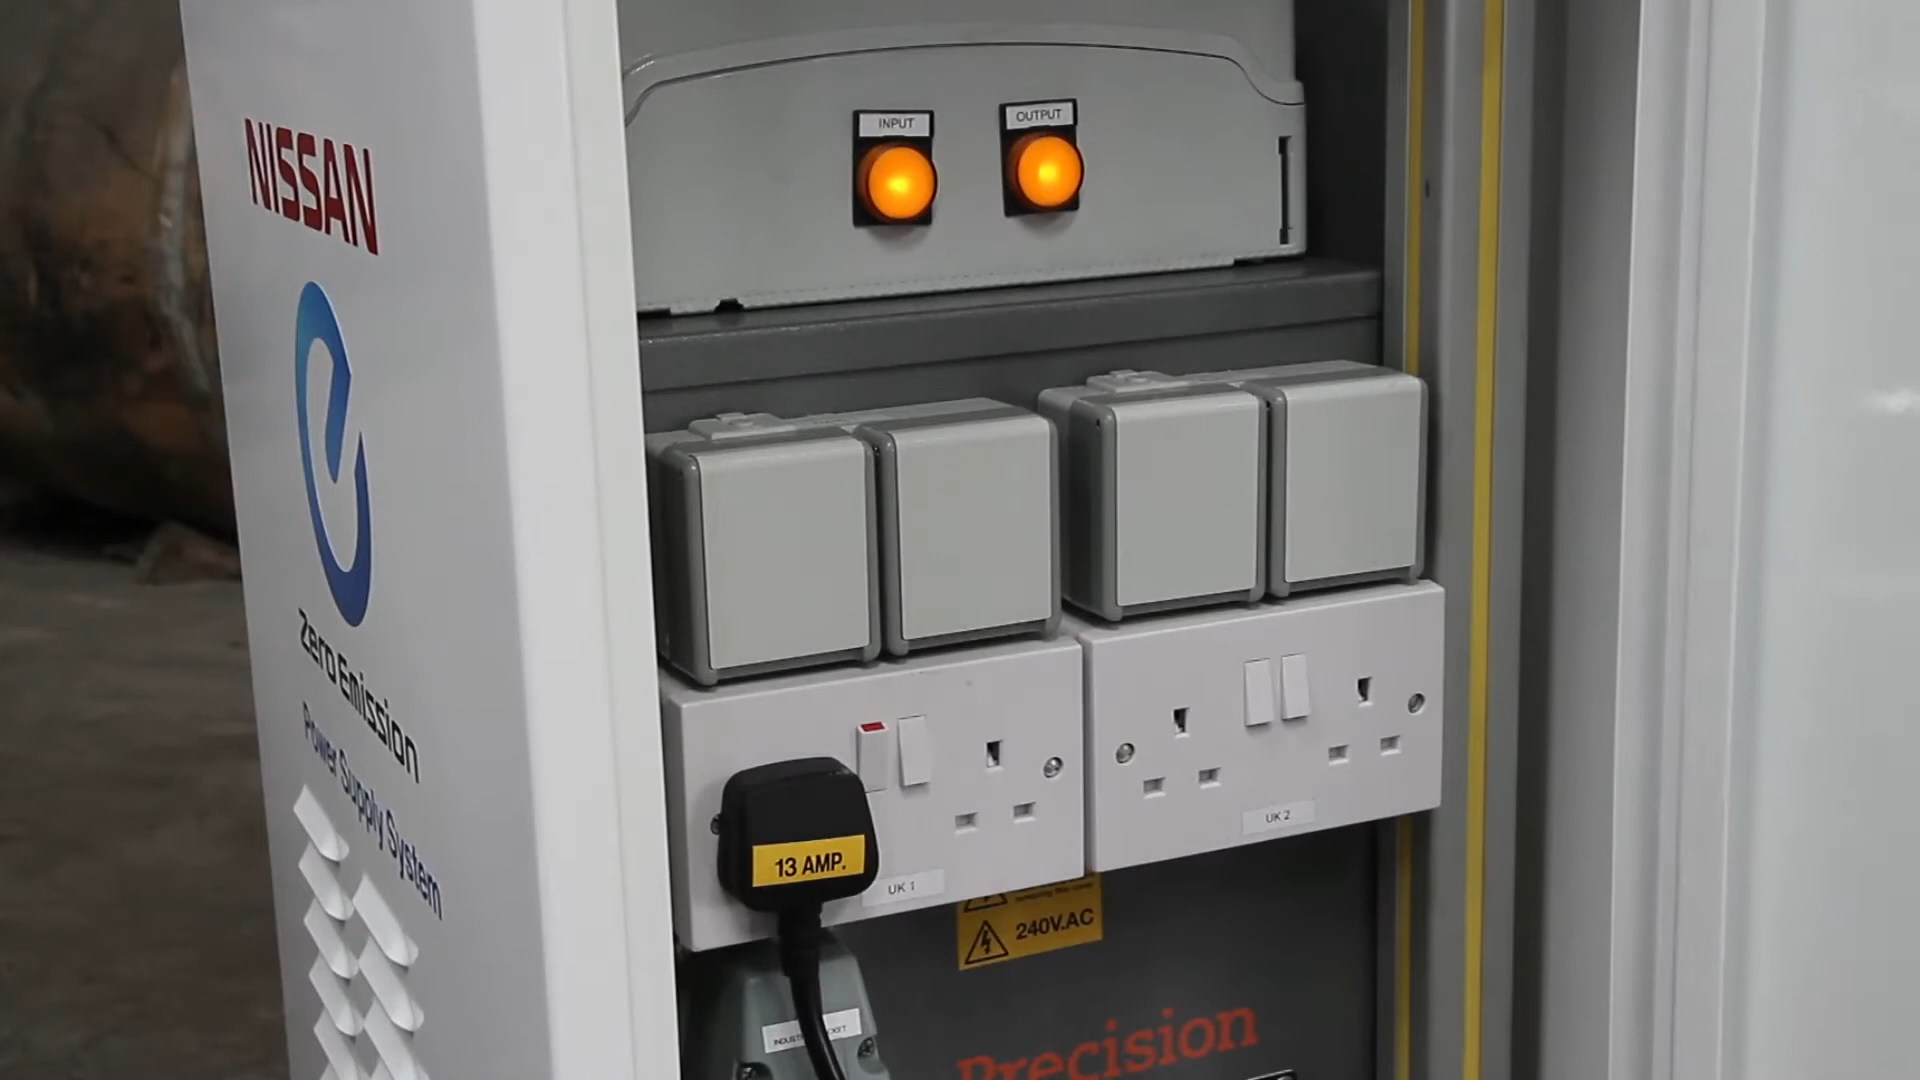 NISSAN
zero Emission
Power Supply System
INPUT
OUTPUT
13 AMP.
UK 1
UK 2
240V.AC
Precision